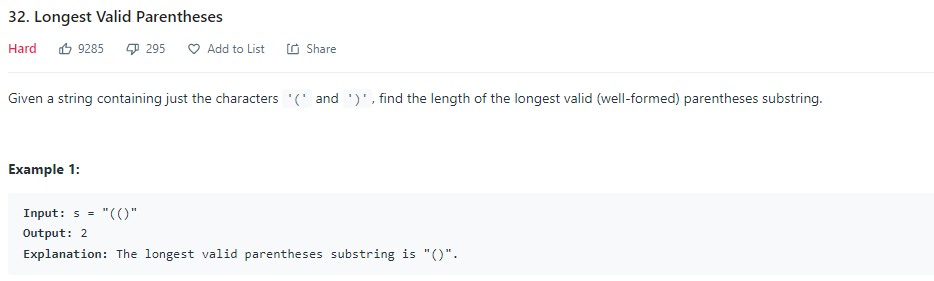 32. Longest Valid Parentheses
Hard 9285 295 Add to List Share
Given a string containing just the characters '(' and ')', find the length of the longest valid (well-formed) parentheses substring.
Example 1:
Input: s = "(()"
Output: 2
Explanation: The longest valid parentheses substring is "()".